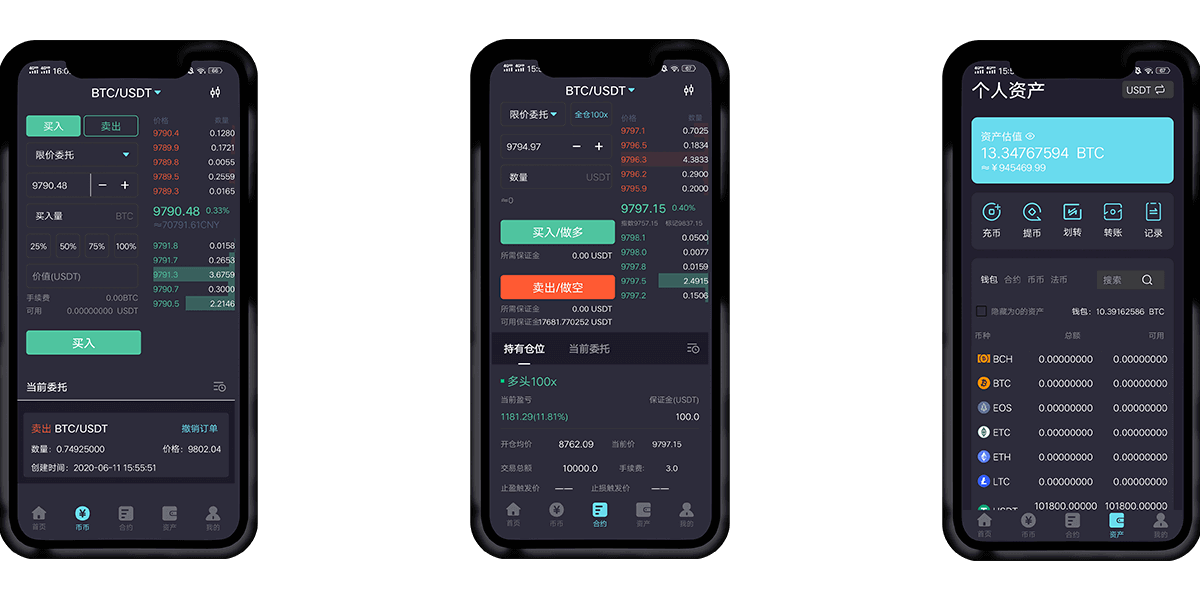 16:0
66
BTC/USDT
买入 卖出
价格 数量
限价委托
9790.4 0.1280
9789.9 0.1721
9789.8 0.0055
9789.5 0.2559
9789.3 0.0165
9790.48 − +
9790.48 0.33%
≈70791.61CNY
买入量 BTC
25% 50% 75% 100%
价值(USDT)
9791.8 0.0158
9791.7 0.2653
9791.3 3.6759
9790.7 0.3000
9790.5 2.2146
手续费 0.00BTC
可用 0.00000000 USDT
买入
当前委托
卖出 BTC/USDT 撤销订单
数量: 0.74925000 价格: 9802.04
创建时间: 2020-06-11 15:55:51
首页 币币 合约 资产 我的
15:5
67
BTC/USDT
限价委托 全仓100x
价格 数量
9794.97 − +
数量 USDT
≈0
9797.1 0.7025
9796.5 0.1834
9796.3 4.3833
9796.2 0.2900
9795.9 0.2000
9797.15 0.40%
指数9757.15 标记9837.15
买入/做多
所需保证金 0.00 USDT
9798.1 0.0500
9798.0 0.0077
9797.8 0.0159
9797.5 2.4915
9797.2 0.1506
卖出/做空
所需保证金 0.00 USDT
可用保证金17681.770252 USDT
持有仓位 当前委托
多头100x
当前盈亏 保证金(USDT)
1181.29(11.81%) 100.0
开仓均价 8762.09 当前价 9797.15
交易总额 10000.0 手续费: 3.0
止盈触发价 —— 止损触发价 ——
首页 币币 合约 资产 我的
15:5
67
个人资产 USDT
资产估值
13.34767594 BTC
≈ ¥ 945469.99
充币 提币 划转 转账 记录
钱包 合约 币币 法币 搜索
隐藏为0的资产 钱包: 10.39162586 BTC
币种 总额 可用
BCH 0.00000000 0.00000000
BTC 0.00000000 0.00000000
EOS 0.00000000 0.00000000
ETC 0.00000000 0.00000000
ETH 0.00000000 0.00000000
LTC 0.00000000 0.00000000
USDT 101800.00000 101800.00000
首页 币币 合约 资产 我的